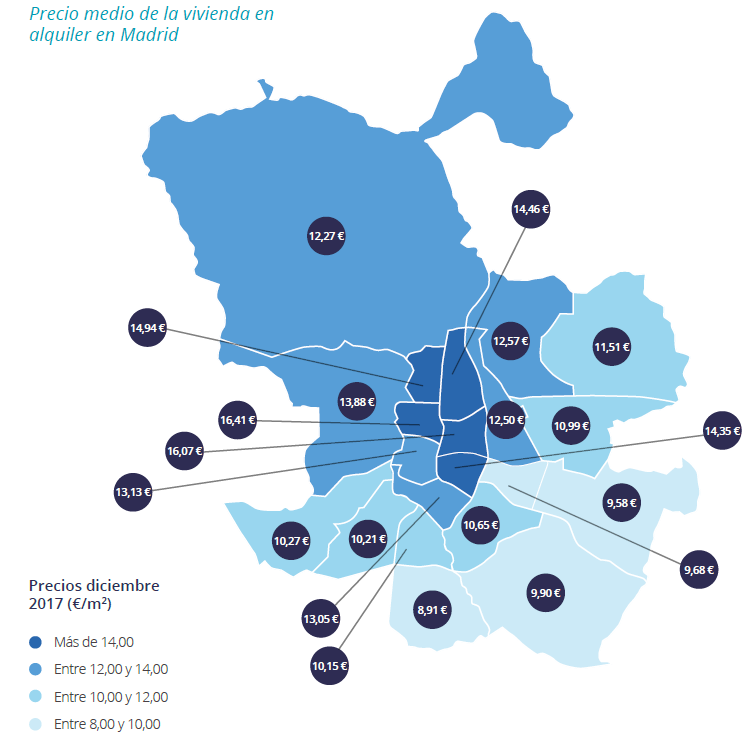 Precio medio de la vivienda en
alquiler en Madrid
14,46 €
12,27 €
14,94 €
12,57 €
11,51 €
13,88 €
16,41 €
12,50 €
10,99 €
14,35 €
16,07 €
13,13 €
9,58 €
10,27 €
10,21 €
10,65 €
9,68 €
9,90 €
8,91 €
13,05 €
10,15 €
Precios diciembre
2017 (€/m²)
Más de 14,00
Entre 12,00 y 14,00
Entre 10,00 y 12,00
Entre 8,00 y 10,00